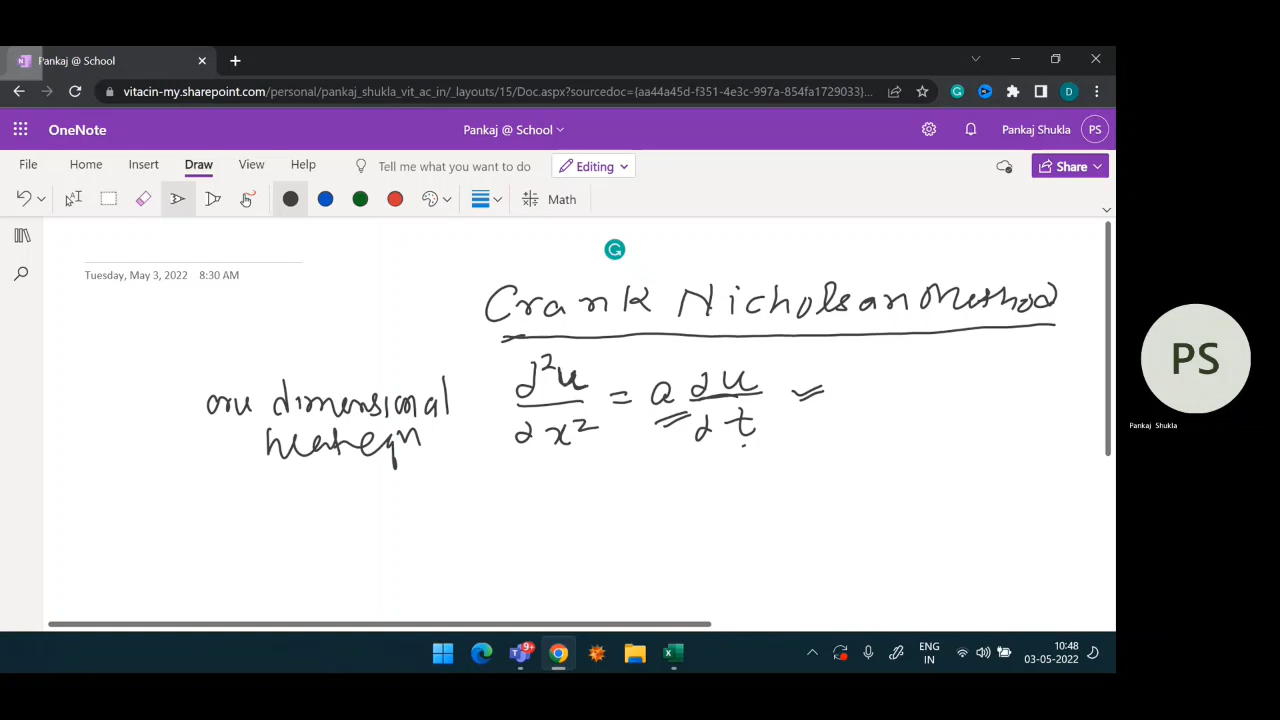 Pankaj @ School
vitacin-my.sharepoint.com/personal/pankaj_shukla_vit_ac_in/_layouts/15/Doc.aspx?sourcedoc={aa44a45d-f351-4e3c-997a-854fa1729033}...
OneNote
Pankaj @ School
Pankaj Shukla PS
File Home Insert Draw View Help Tell me what you want to do Editing Share
Math
Tuesday, May 3, 2022 8:30 AM
Crank Nicholsan Method
one dimensional
heat eqn
∂²u/∂x² = a ∂u/∂t
PS
Pankaj Shukla
9+
ENG
IN
10:48
03-05-2022